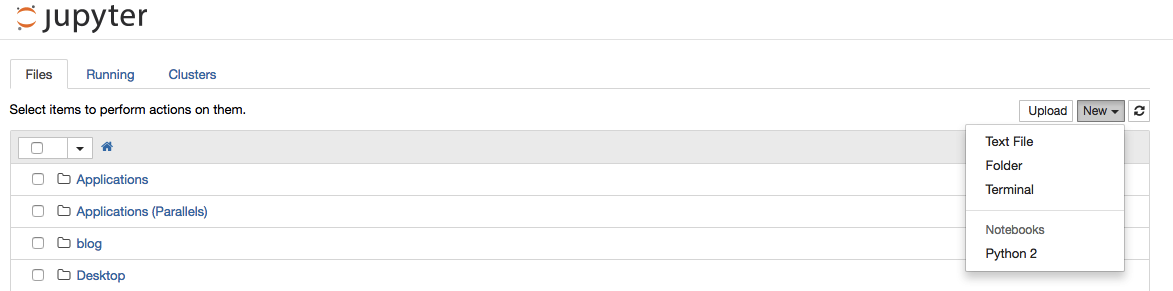 jupyter
Files Running Clusters
Select items to perform actions on them.
Upload New
Text File
Folder
Terminal
Notebooks
Python 2
Applications
Applications (Parallels)
blog
Desktop